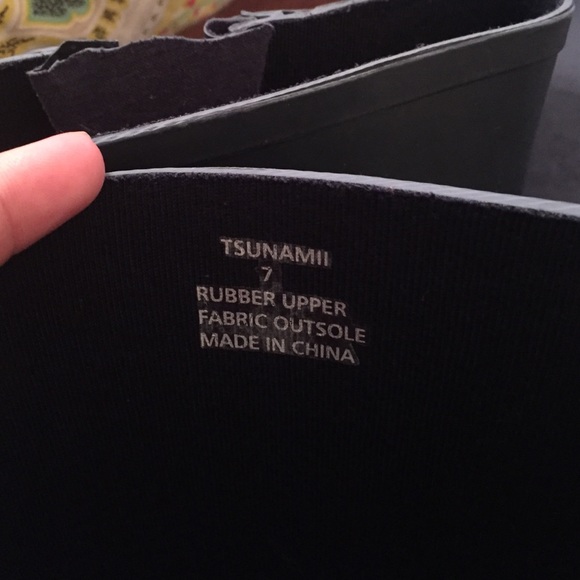 TSUNAMII
7
RUBBER UPPER
FABRIC OUTSOLE
MADE IN CHINA